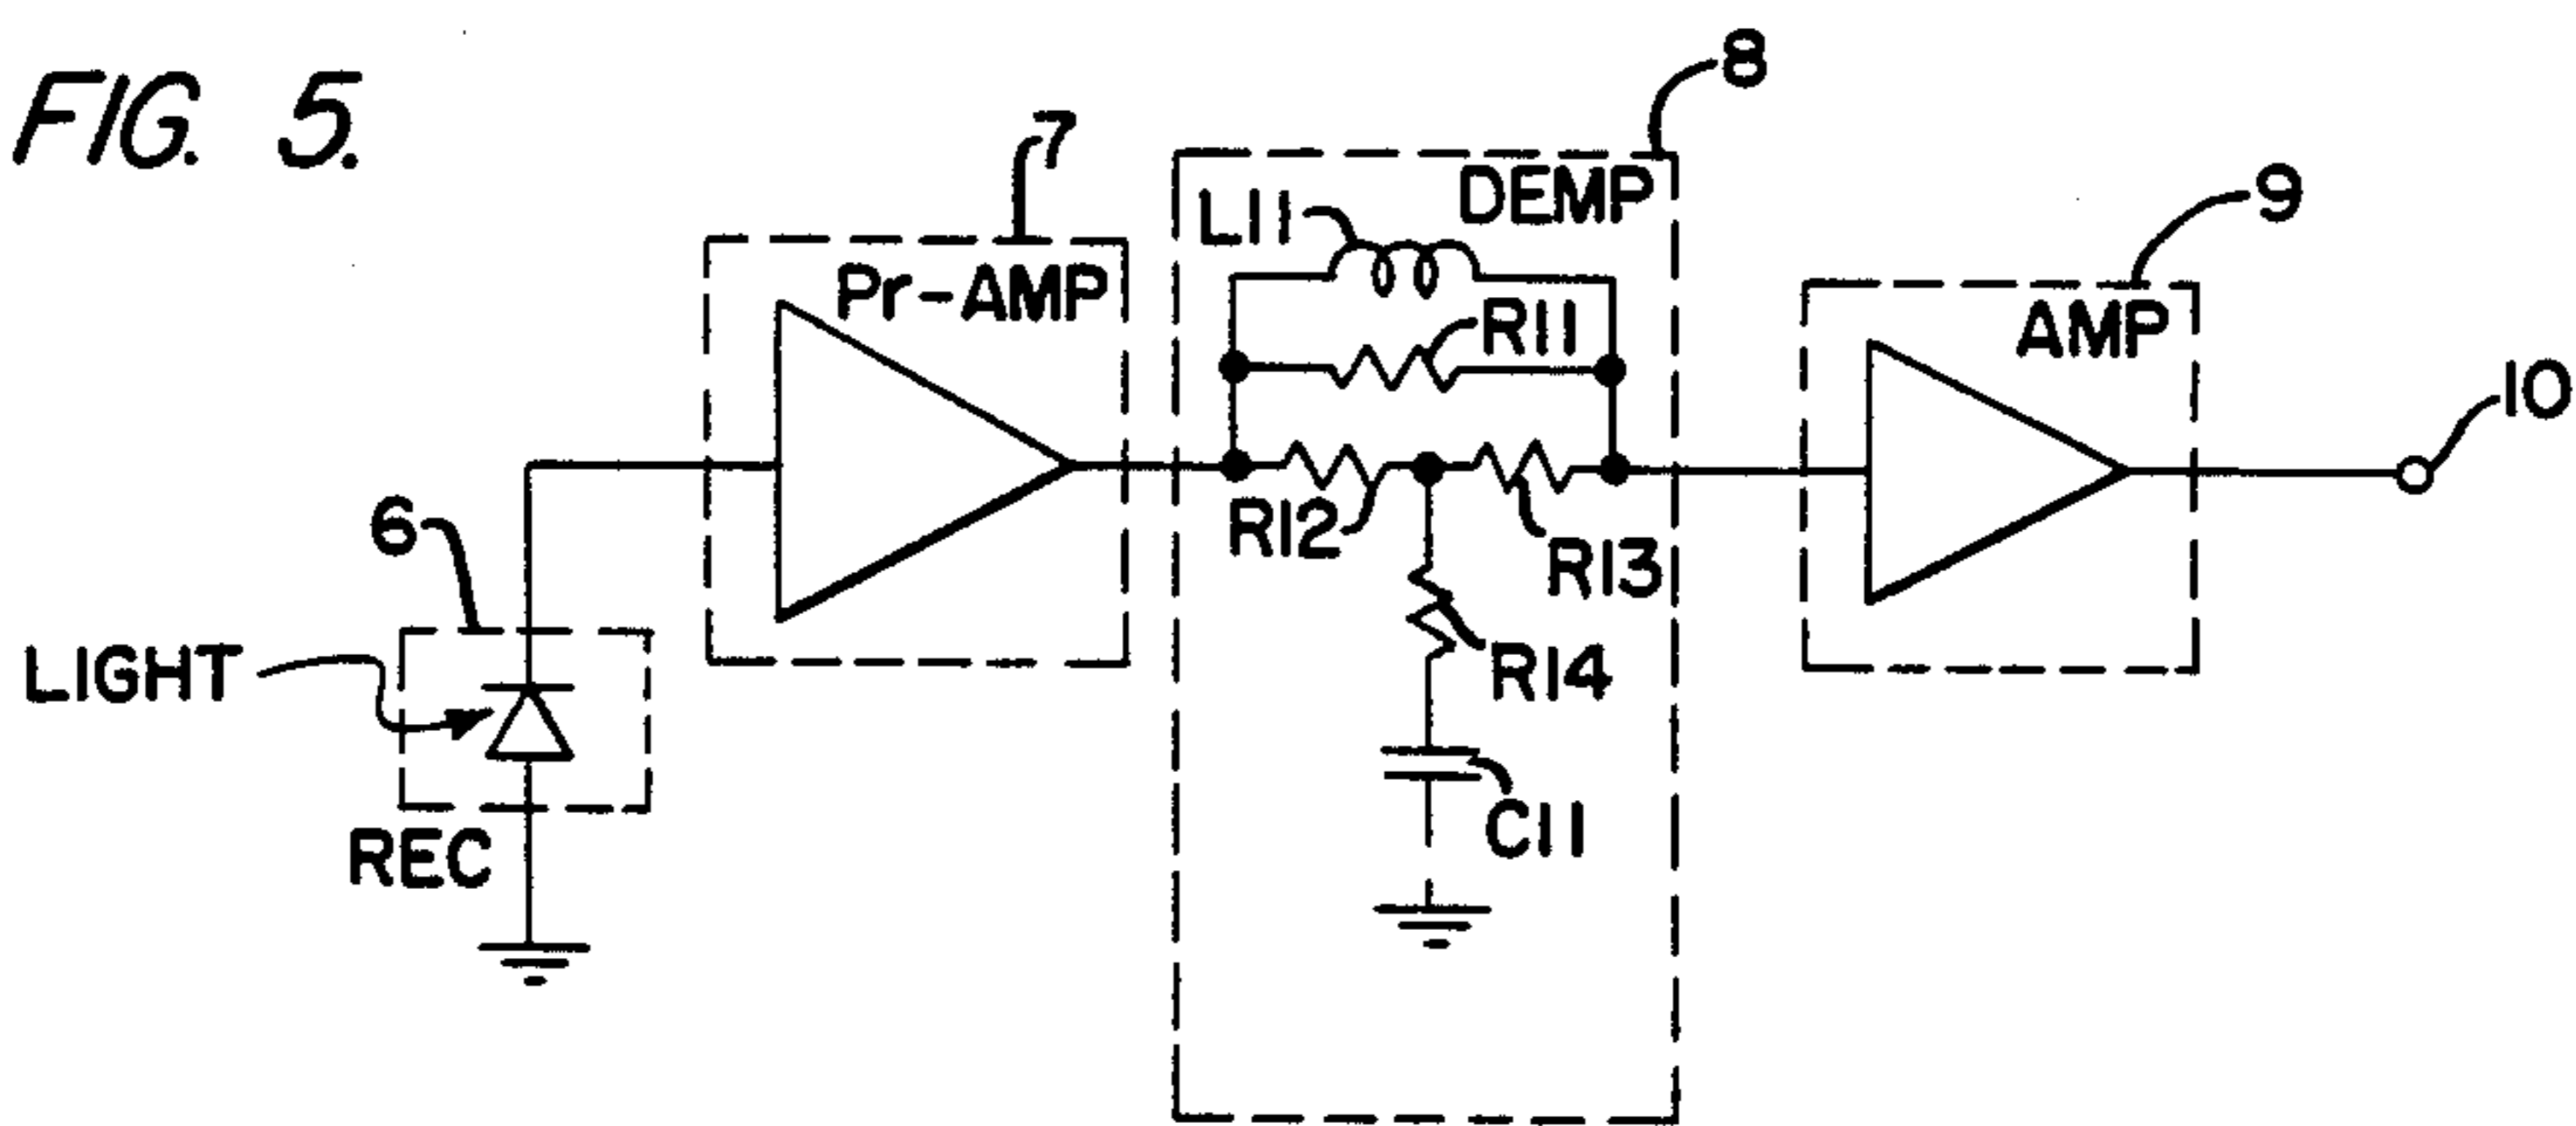 FIG. 5.
8
7
DEMP
L11
9
Pr-AMP
R11
AMP
10
6
R12
R13
LIGHT
R14
C11
REC